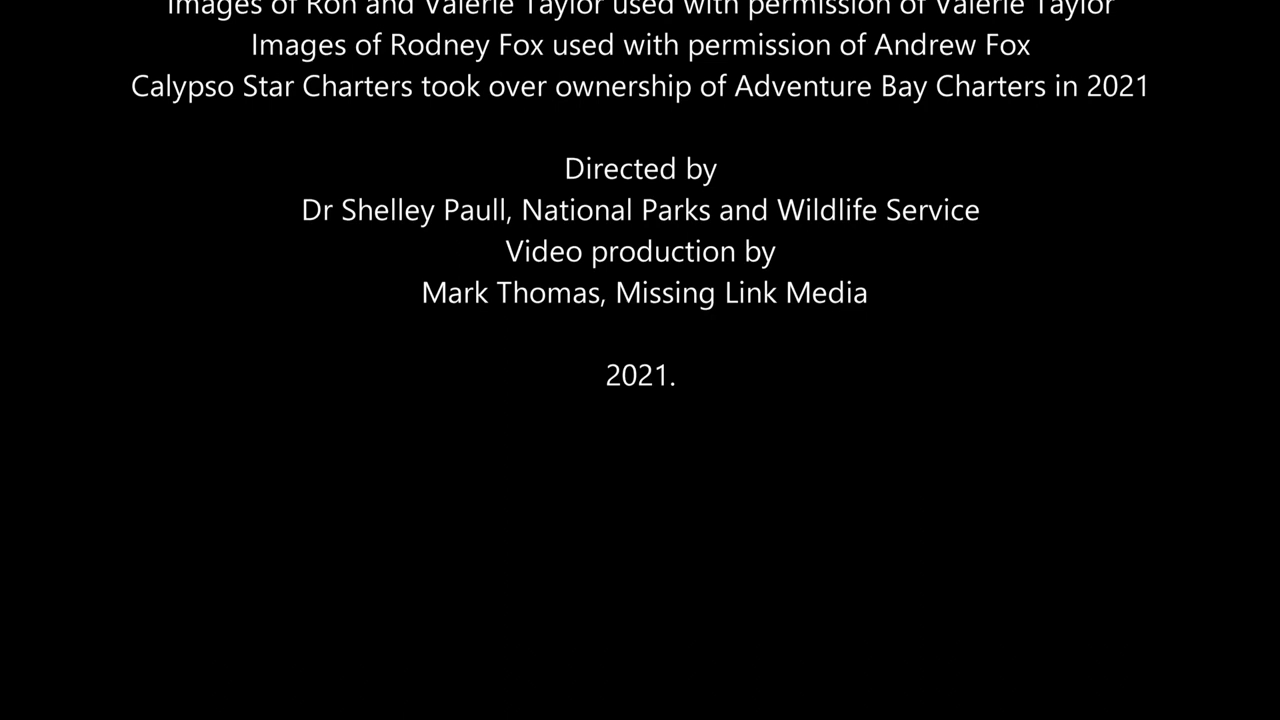 Images of Ron and Valerie Taylor used with permission of Valerie Taylor
Images of Rodney Fox used with permission of Andrew Fox
Calypso Star Charters took over ownership of Adventure Bay Charters in 2021
Directed by
Dr Shelley Paull, National Parks and Wildlife Service
Video production by
Mark Thomas, Missing Link Media
2021.